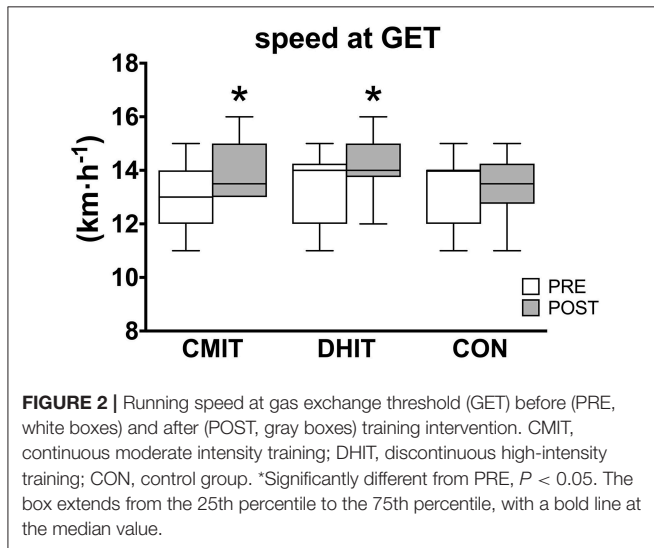 speed at GET
18
16
14
12
10
8
(km·h⁻¹)
* *
PRE
POST
CMIT DHIT CON
FIGURE 2 | Running speed at gas exchange threshold (GET) before (PRE,
white boxes) and after (POST, gray boxes) training intervention. CMIT,
continuous moderate intensity training; DHIT, discontinuous high-intensity
training; CON, control group. *Significantly different from PRE, P < 0.05. The
box extends from the 25th percentile to the 75th percentile, with a bold line at
the median value.